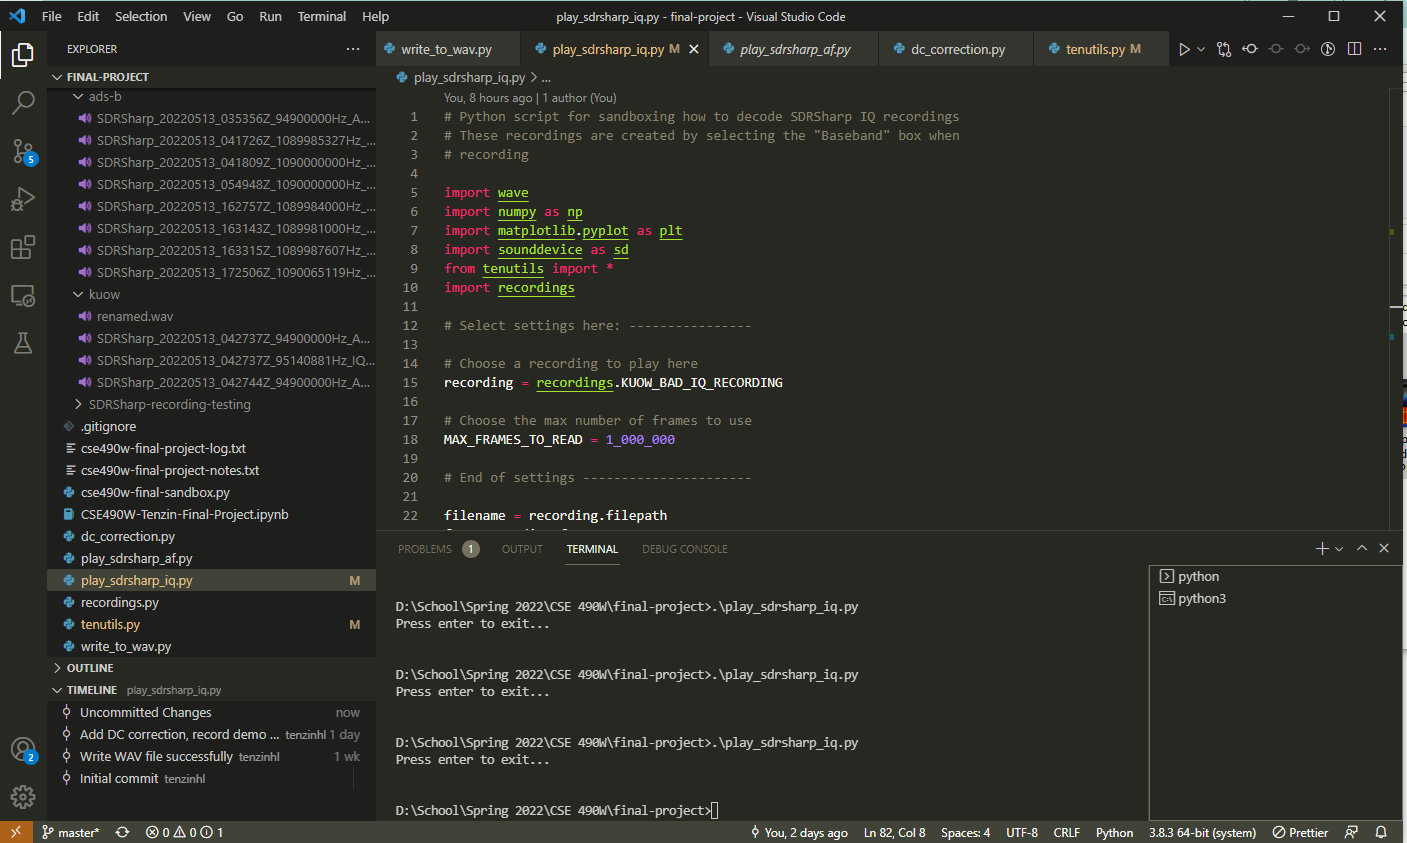 File Edit Selection View Go Run Terminal Help
play_sdrsharp_iq.py - final-project - Visual Studio Code
EXPLORER
FINAL-PROJECT
ads-b
SDRSharp_20220513_035356Z_94900000Hz_A...
SDRSharp_20220513_041726Z_1089985327Hz_...
SDRSharp_20220513_041809Z_1090000000Hz_...
SDRSharp_20220513_054948Z_1090000000Hz_...
SDRSharp_20220513_162757Z_1089984000Hz_...
SDRSharp_20220513_163143Z_1089981000Hz_...
SDRSharp_20220513_163315Z_1089987607Hz_...
SDRSharp_20220513_172506Z_1090065119Hz_...
kuow
renamed.wav
SDRSharp_20220513_042737Z_94900000Hz_A...
SDRSharp_20220513_042737Z_95140881Hz_IQ...
SDRSharp_20220513_042744Z_94900000Hz_A...
SDRSharp-recording-testing
.gitignore
cse490w-final-project-log.txt
cse490w-final-project-notes.txt
cse490w-final-sandbox.py
CSE490W-Tenzin-Final-Project.ipynb
dc_correction.py
play_sdrsharp_af.py
play_sdrsharp_iq.py M
recordings.py
tenutils.py M
write_to_wav.py
OUTLINE
TIMELINE play_sdrsharp_iq.py
Uncommitted Changes now
Add DC correction, record demo ... tenzinhl 1 day
Write WAV file successfully tenzinhl 1 wk
Initial commit tenzinhl
5
2
write_to_wav.py play_sdrsharp_iq.py M play_sdrsharp_af.py dc_correction.py tenutils.py M
play_sdrsharp_iq.py > ...
You, 8 hours ago | 1 author (You)
1 # Python script for sandboxing how to decode SDRSharp IQ recordings
2 # These recordings are created by selecting the "Baseband" box when
3 # recording
4
5 import wave
6 import numpy as np
7 import matplotlib.pyplot as plt
8 import sounddevice as sd
9 from tenutils import *
10 import recordings
11
12 # Select settings here: ----------------
13
14 # Choose a recording to play here
15 recording = recordings.KUOW_BAD_IQ_RECORDING
16
17 # Choose the max number of frames to use
18 MAX_FRAMES_TO_READ = 1_000_000
19
20 # End of settings ----------------------
21
22 filename = recording.filepath
PROBLEMS 1 OUTPUT TERMINAL DEBUG CONSOLE
D:\School\Spring 2022\CSE 490W\final-project>.\play_sdrsharp_iq.py
Press enter to exit...
D:\School\Spring 2022\CSE 490W\final-project>.\play_sdrsharp_iq.py
Press enter to exit...
D:\School\Spring 2022\CSE 490W\final-project>.\play_sdrsharp_iq.py
Press enter to exit...
D:\School\Spring 2022\CSE 490W\final-project>
python
python3
master* 0 0 1
You, 2 days ago Ln 82, Col 8 Spaces: 4 UTF-8 CRLF Python 3.8.3 64-bit (system) Prettier